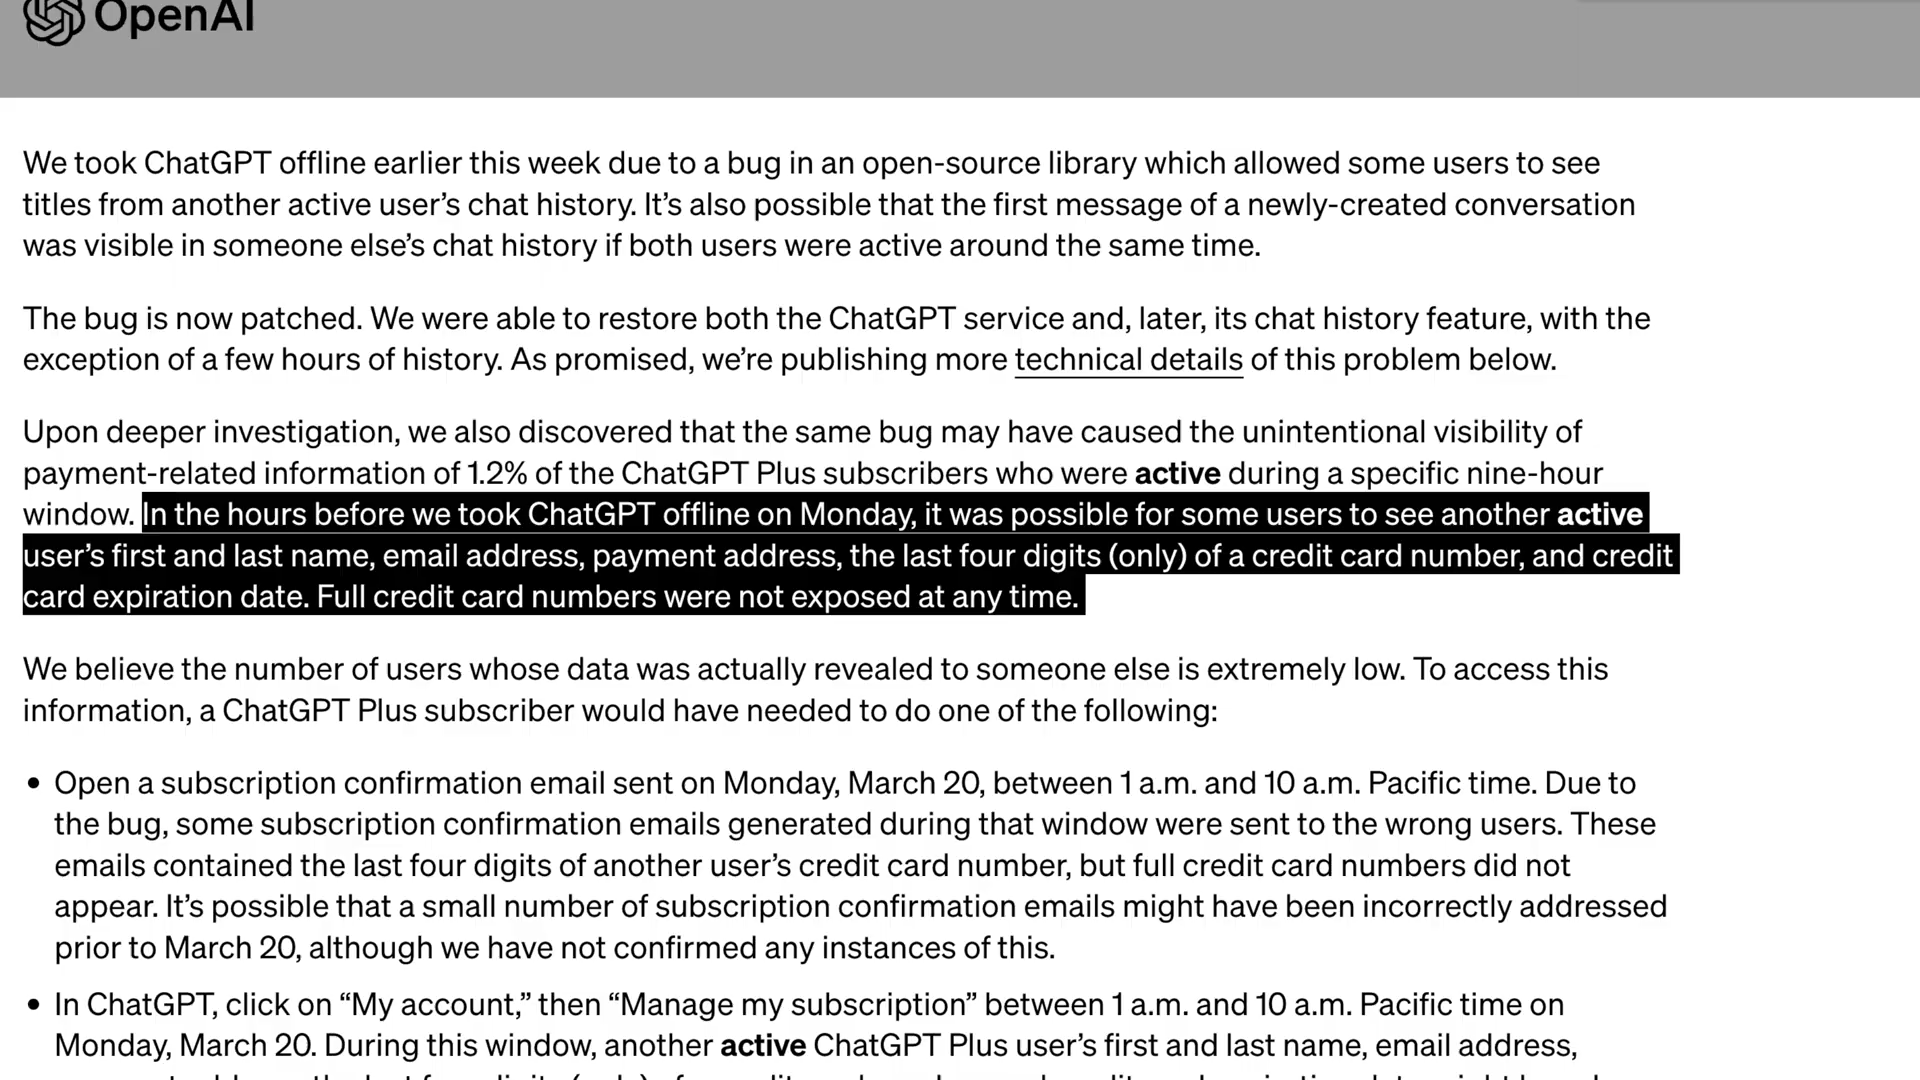 OpenAI
We took ChatGPT offline earlier this week due to a bug in an open-source library which allowed some users to see
titles from another active user’s chat history. It’s also possible that the first message of a newly-created conversation
was visible in someone else’s chat history if both users were active around the same time.
The bug is now patched. We were able to restore both the ChatGPT service and, later, its chat history feature, with the
exception of a few hours of history. As promised, we’re publishing more technical details of this problem below.
Upon deeper investigation, we also discovered that the same bug may have caused the unintentional visibility of
payment-related information of 1.2% of the ChatGPT Plus subscribers who were active during a specific nine-hour
window. In the hours before we took ChatGPT offline on Monday, it was possible for some users to see another active
user’s first and last name, email address, payment address, the last four digits (only) of a credit card number, and credit
card expiration date. Full credit card numbers were not exposed at any time.
We believe the number of users whose data was actually revealed to someone else is extremely low. To access this
information, a ChatGPT Plus subscriber would have needed to do one of the following:
• Open a subscription confirmation email sent on Monday, March 20, between 1 a.m. and 10 a.m. Pacific time. Due to
the bug, some subscription confirmation emails generated during that window were sent to the wrong users. These
emails contained the last four digits of another user’s credit card number, but full credit card numbers did not
appear. It’s possible that a small number of subscription confirmation emails might have been incorrectly addressed
prior to March 20, although we have not confirmed any instances of this.
• In ChatGPT, click on “My account,” then “Manage my subscription” between 1 a.m. and 10 a.m. Pacific time on
Monday, March 20. During this window, another active ChatGPT Plus user’s first and last name, email address,